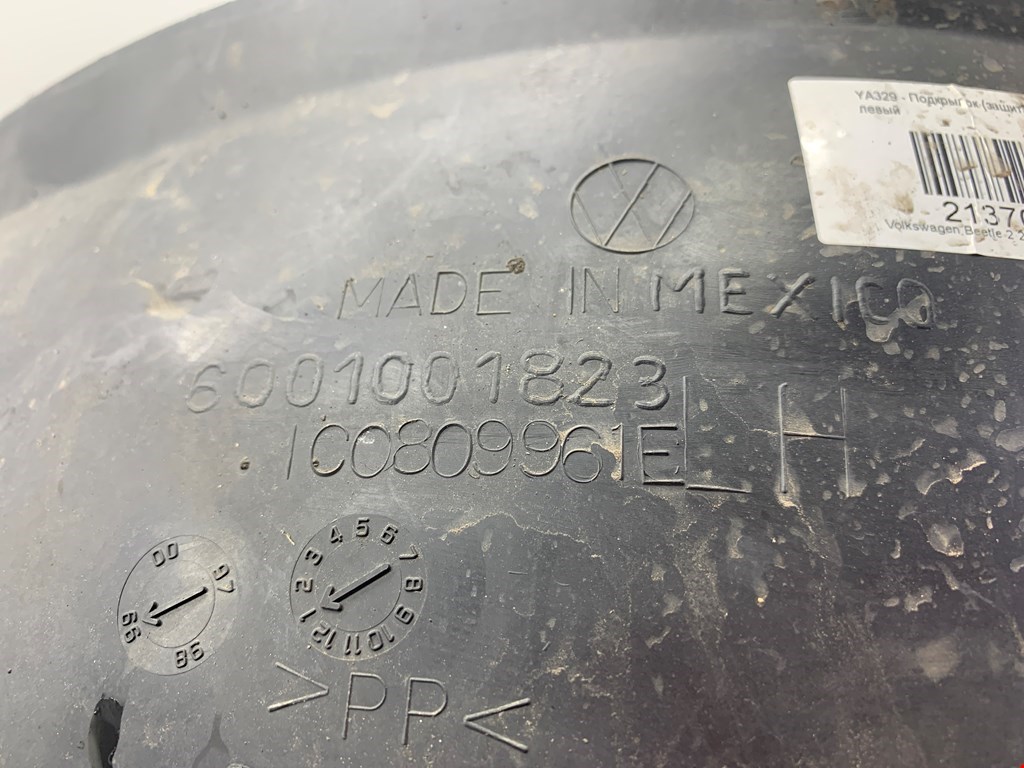 YA329 - Подкрылок (защит
левый
2137
Volkswagen Beetle 2
MADE IN MEXICO
6001001823
1C0809961E LH
00 97
99 98
1 2 3 4 5 6 7 8 9 10 11 12
>PP<